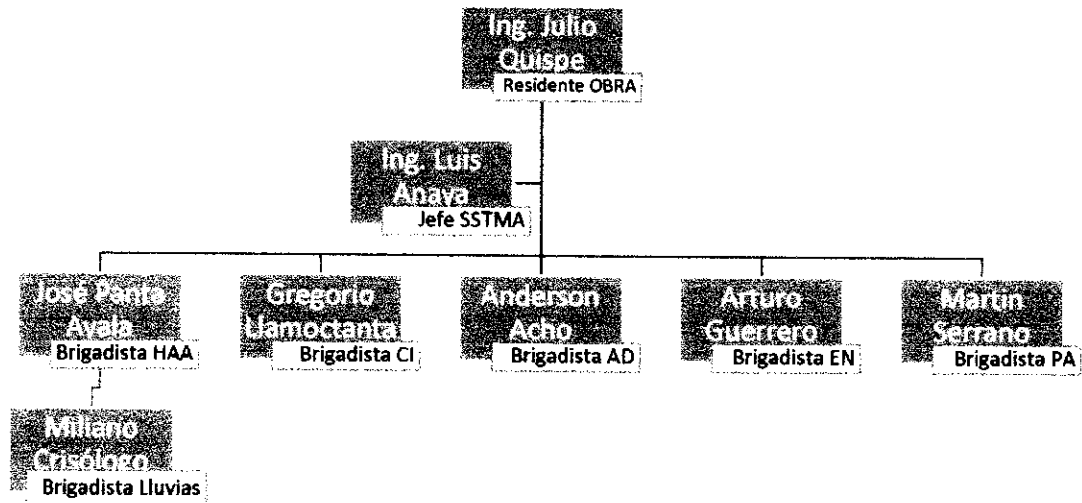 Ing. Julio
Quispe
Residente OBRA
Ing. Luis
Anaya
Jefe SSTMA
José Panta
Ayala
Brigadista HAA
Gregorio
Llamoctanta
Brigadista CI
Anderson
Acho
Brigadista AD
Arturo
Guerrero
Brigadista EN
Martin
Serrano
Brigadista PA
Miliano
Crisólogo
Brigadista Lluvias